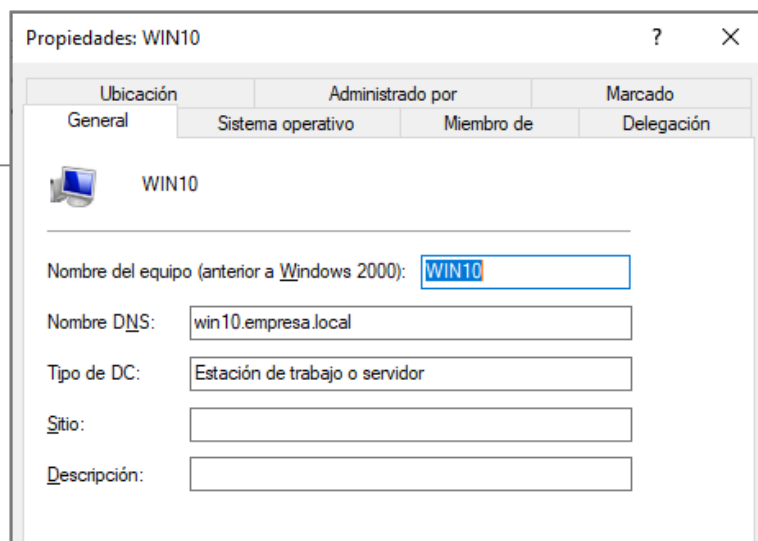 Propiedades: WIN10 ? X
Ubicación Administrado por Marcado
General Sistema operativo Miembro de Delegación
WIN10
Nombre del equipo (anterior a Windows 2000): WIN10
Nombre DNS: win10.empresa.local
Tipo de DC: Estación de trabajo o servidor
Sitio:
Descripción: